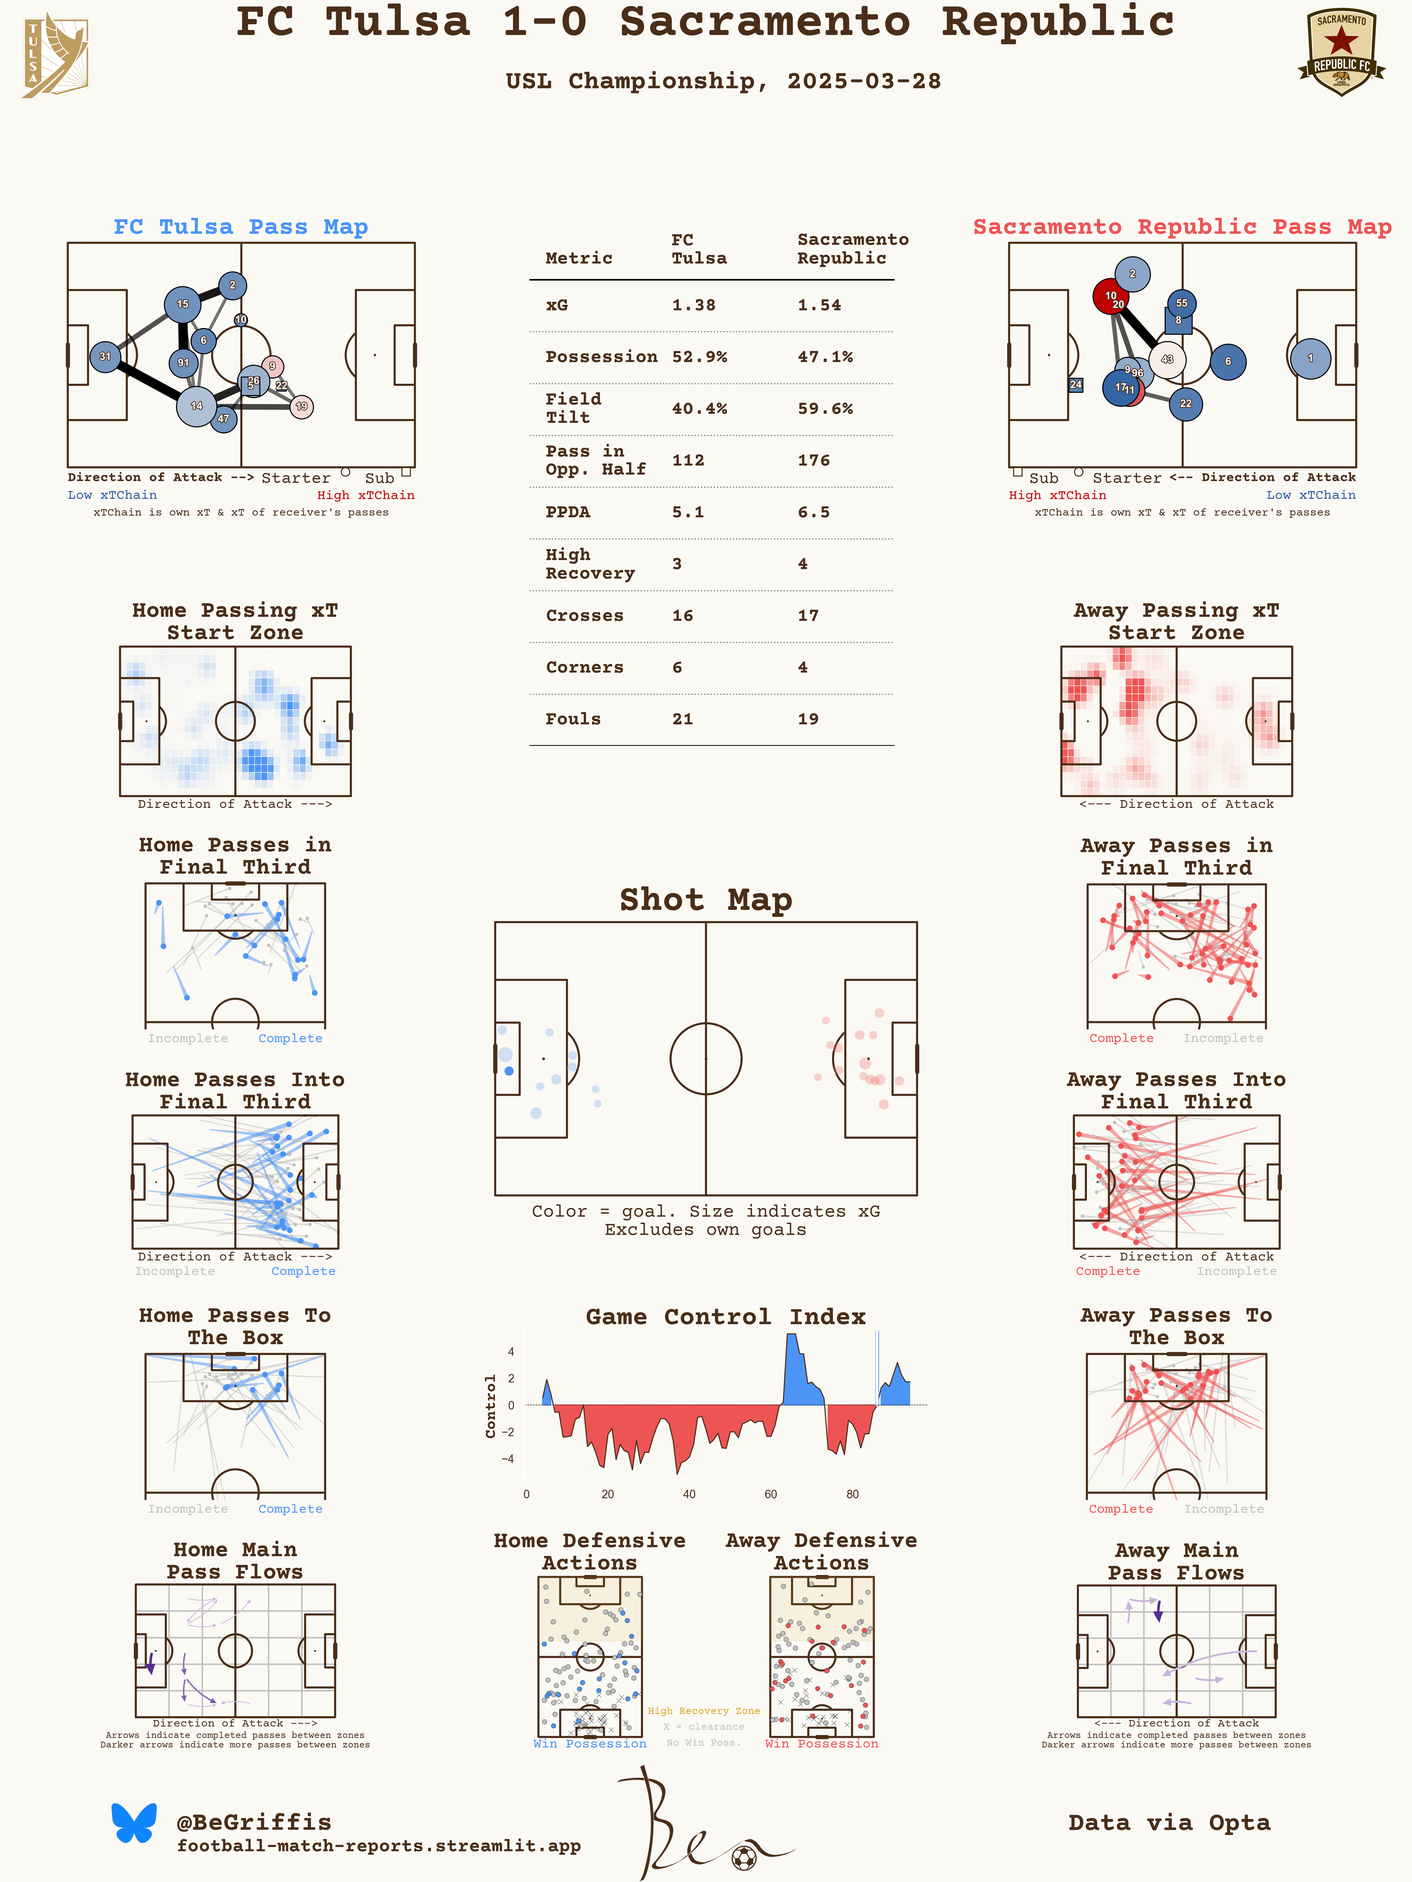 FC Tulsa 1-0 Sacramento Republic
USL Championship, 2025-03-28
TULSA
SACRAMENTO
REPUBLIC FC
FC Tulsa Pass Map
2
15
10
6
31
91
9
26
5
22
14
19
47
Direction of Attack --> Starter Sub
Low xTChain High xTChain
xTChain is own xT & xT of receiver's passes
Metric FC Tulsa Sacramento Republic
xG 1.38 1.54
Possession 52.9% 47.1%
Field Tilt 40.4% 59.6%
Pass in Opp. Half 112 176
PPDA 5.1 6.5
High Recovery 3 4
Crosses 16 17
Corners 6 4
Fouls 21 19
Sacramento Republic Pass Map
2
10
20
55
8
43
6
1
9
96
24
17
11
22
Sub Starter <-- Direction of Attack
High xTChain Low xTChain
xTChain is own xT & xT of receiver's passes
Home Passing xT
Start Zone
Direction of Attack --->
Away Passing xT
Start Zone
<--- Direction of Attack
Home Passes in
Final Third
Incomplete Complete
Away Passes in
Final Third
Complete Incomplete
Shot Map
Color = goal. Size indicates xG
Excludes own goals
Home Passes Into
Final Third
Direction of Attack --->
Incomplete Complete
Away Passes Into
Final Third
<--- Direction of Attack
Complete Incomplete
Home Passes To
The Box
Incomplete Complete
Game Control Index
Control
4
2
0
−2
−4
0 20 40 60 80
Away Passes To
The Box
Complete Incomplete
Home Main
Pass Flows
Direction of Attack --->
Arrows indicate completed passes between zones
Darker arrows indicate more passes between zones
Home Defensive
Actions
Win Possession
Away Defensive
Actions
Win Possession
High Recovery Zone
X = clearance
No Win Poss.
Away Main
Pass Flows
<--- Direction of Attack
Arrows indicate completed passes between zones
Darker arrows indicate more passes between zones
@BeGriffis
football-match-reports.streamlit.app
Ben
Data via Opta